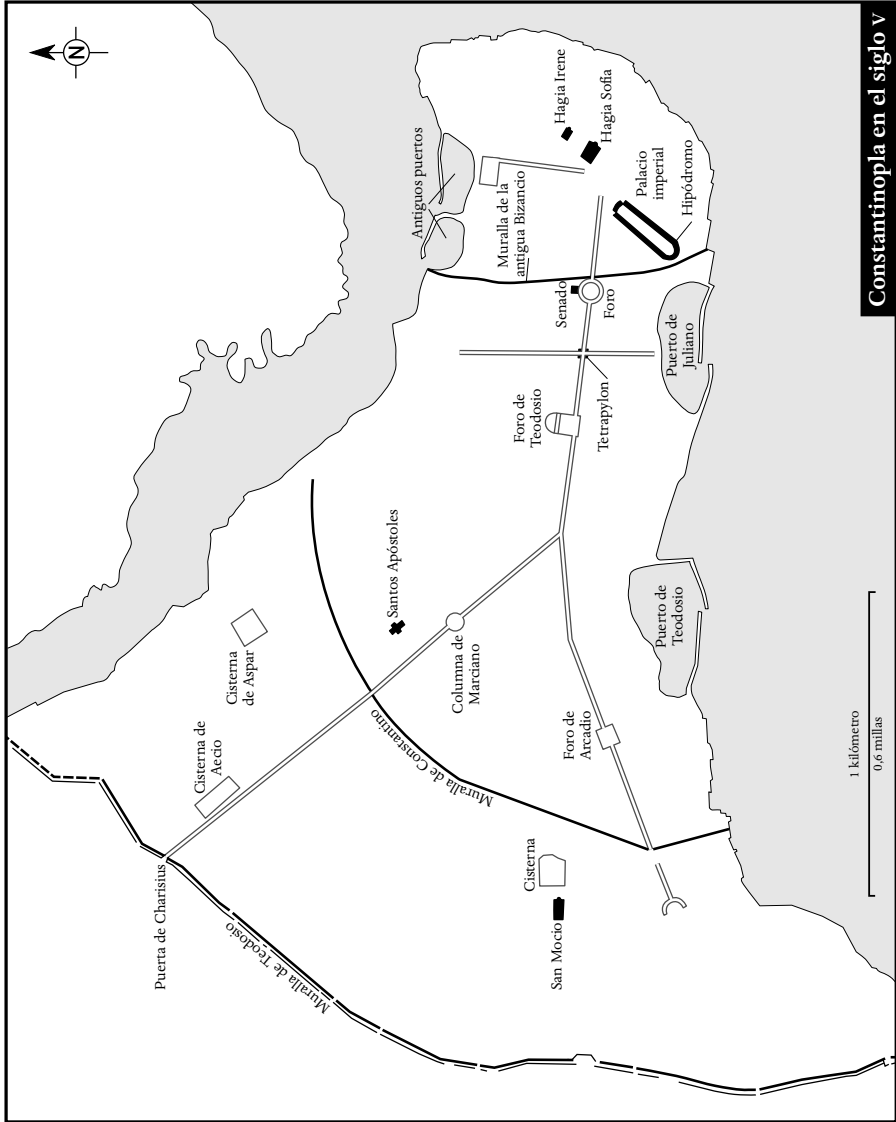 Constantinopla en el siglo V
N
Puerta de Charisius
Muralla de Teodosio
Cisterna de
Aecio
Cisterna
de Aspar
Muralla de Constantino
Santos Apóstoles
Columna de
Marciano
San Mocio
Cisterna
Foro de
Arcadio
Foro de
Teodosio
Tetrapylon
Senado
Foro
Antiguos puertos
Muralla de la
antigua Bizancio
Hagia Irene
Hagia Sofia
Palacio
imperial
Hipódromo
Puerto de
Juliano
Puerto de
Teodosio
1 kilómetro
0,6 millas